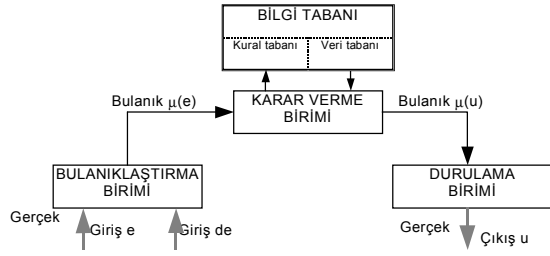 BİLGİ TABANI
Kural tabanı
Veri tabanı
Bulanık μ(e)
KARAR VERME
BİRİMİ
Bulanık μ(u)
BULANIKLAŞTIRMA
BİRİMİ
DURULAMA
BİRİMİ
Gerçek
Giriş e
Giriş de
Gerçek
Çıkış u